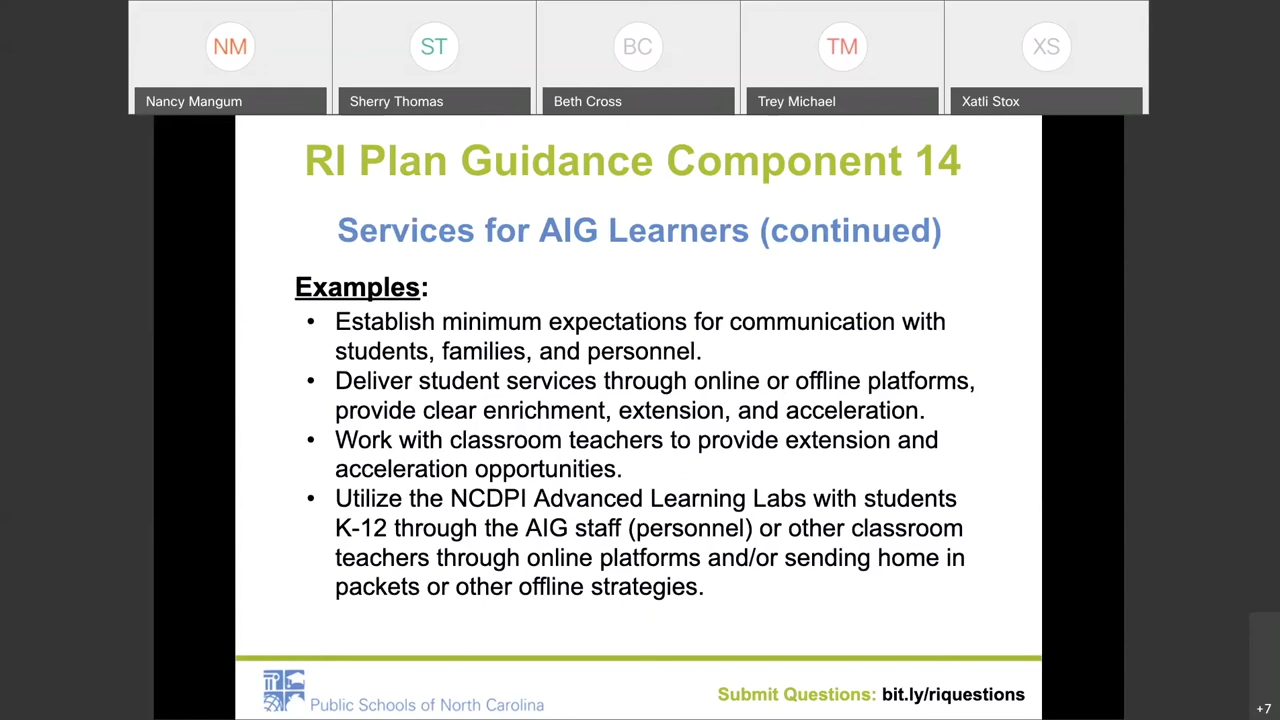 NM
ST
BC
TM
XS
Nancy Mangum
Sherry Thomas
Beth Cross
Trey Michael
Xatli Stox
RI Plan Guidance Component 14
Services for AIG Learners (continued)
Examples:
• Establish minimum expectations for communication with
students, families, and personnel.
• Deliver student services through online or offline platforms,
provide clear enrichment, extension, and acceleration.
• Work with classroom teachers to provide extension and
acceleration opportunities.
• Utilize the NCDPI Advanced Learning Labs with students
K-12 through the AIG staff (personnel) or other classroom
teachers through online platforms and/or sending home in
packets or other offline strategies.
Public Schools of North Carolina
Submit Questions: bit.ly/riquestions
+7